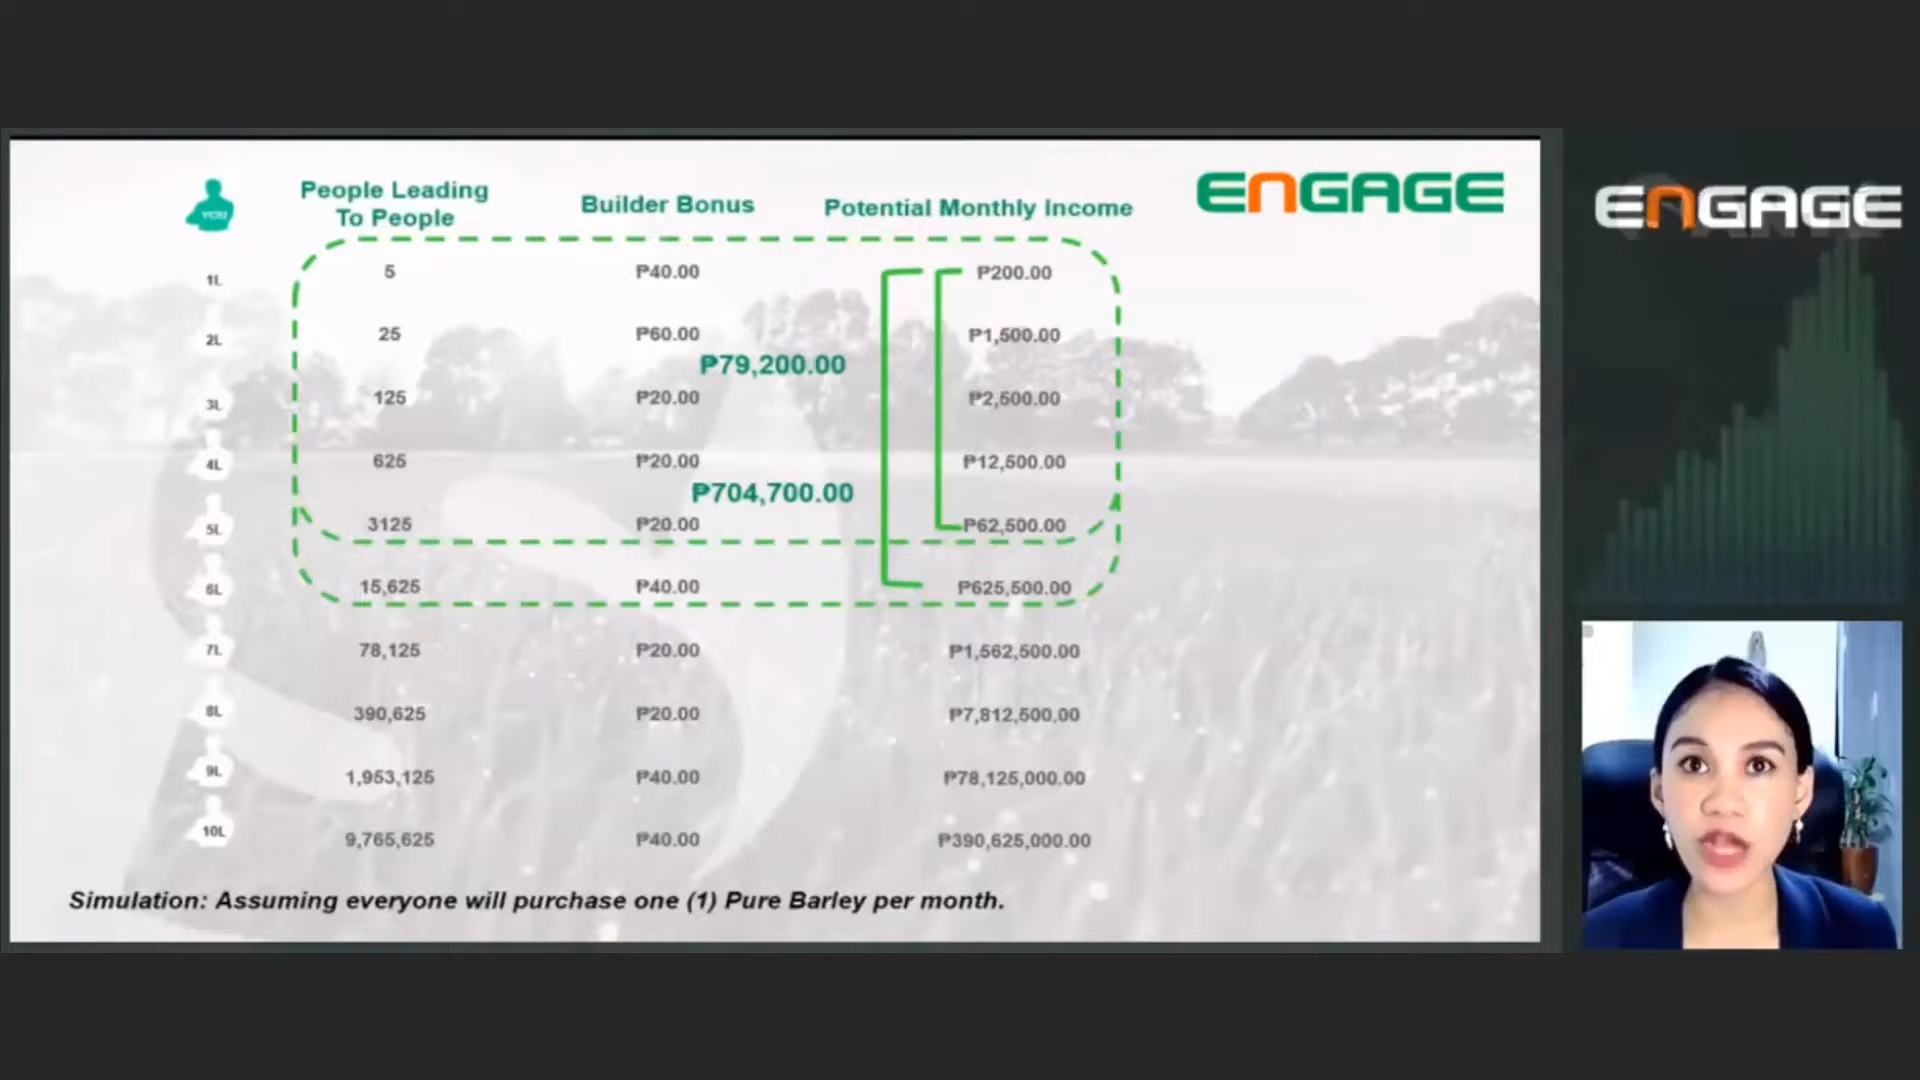 People Leading
To People
Builder Bonus
Potential Monthly Income
ENGAGE
ENGAGE
YOU
1L 5 ₱40.00 ₱200.00
2L 25 ₱60.00 ₱1,500.00
₱79,200.00
3L 125 ₱20.00 ₱2,500.00
4L 625 ₱20.00 ₱12,500.00
₱704,700.00
5L 3125 ₱20.00 ₱62,500.00
6L 15,625 ₱40.00 ₱625,500.00
7L 78,125 ₱20.00 ₱1,562,500.00
8L 390,625 ₱20.00 ₱7,812,500.00
9L 1,953,125 ₱40.00 ₱78,125,000.00
10L 9,765,625 ₱40.00 ₱390,625,000.00
Simulation: Assuming everyone will purchase one (1) Pure Barley per month.